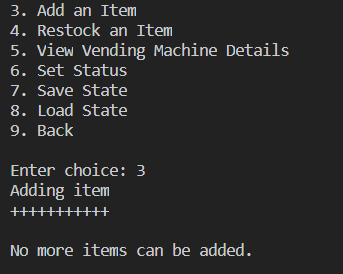 3. Add an Item
4. Restock an Item
5. View Vending Machine Details
6. Set Status
7. Save State
8. Load State
9. Back
Enter choice: 3
Adding item
+++++++++++
No more items can be added.